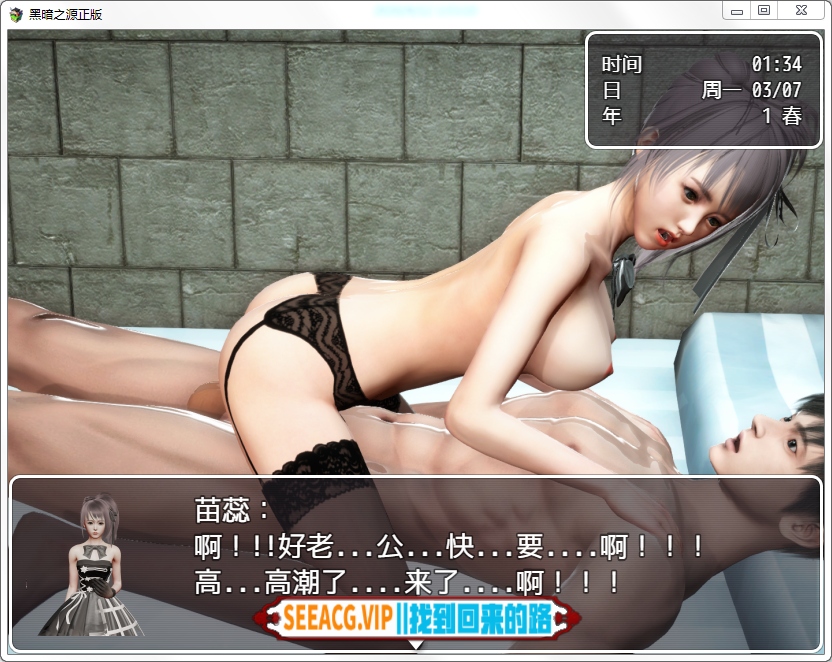 黑暗之源正版
时间 01:34
日 周一 03/07
年 1 春
苗蕊：
啊！!!好老...公...快...要....啊！！！
高...高潮了....来了....啊！！！
SEEACG.VIP||找到回来的路